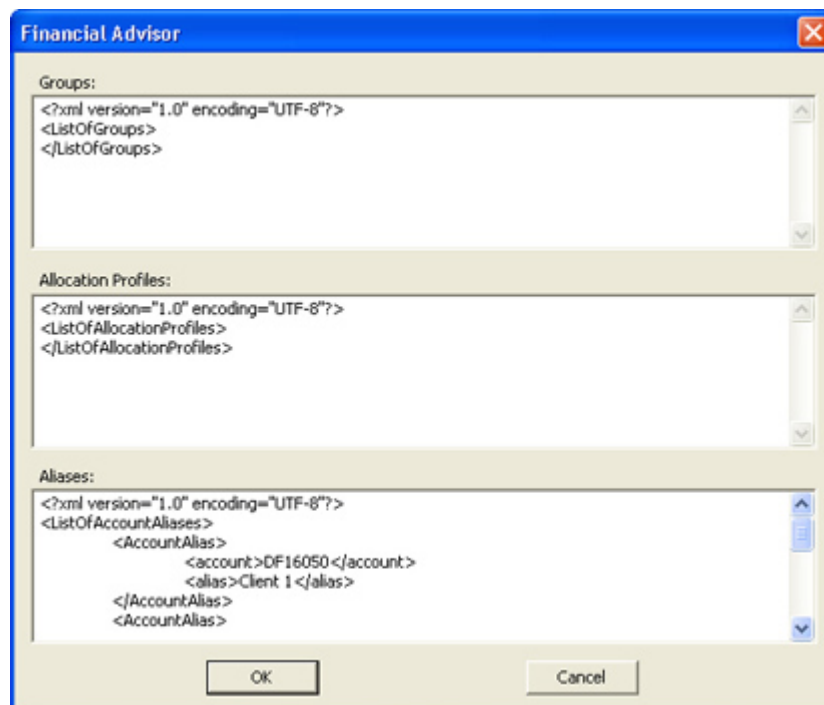 Financial Advisor
Groups:
<?xml version="1.0" encoding="UTF-8"?>
<ListOfGroups>
</ListOfGroups>
Allocation Profiles:
<?xml version="1.0" encoding="UTF-8"?>
<ListOfAllocationProfiles>
</ListOfAllocationProfiles>
Aliases:
<?xml version="1.0" encoding="UTF-8"?>
<ListOfAccountAliases>
<AccountAlias>
<account>DF16050</account>
<alias>Client 1</alias>
</AccountAlias>
<AccountAlias>
OK Cancel